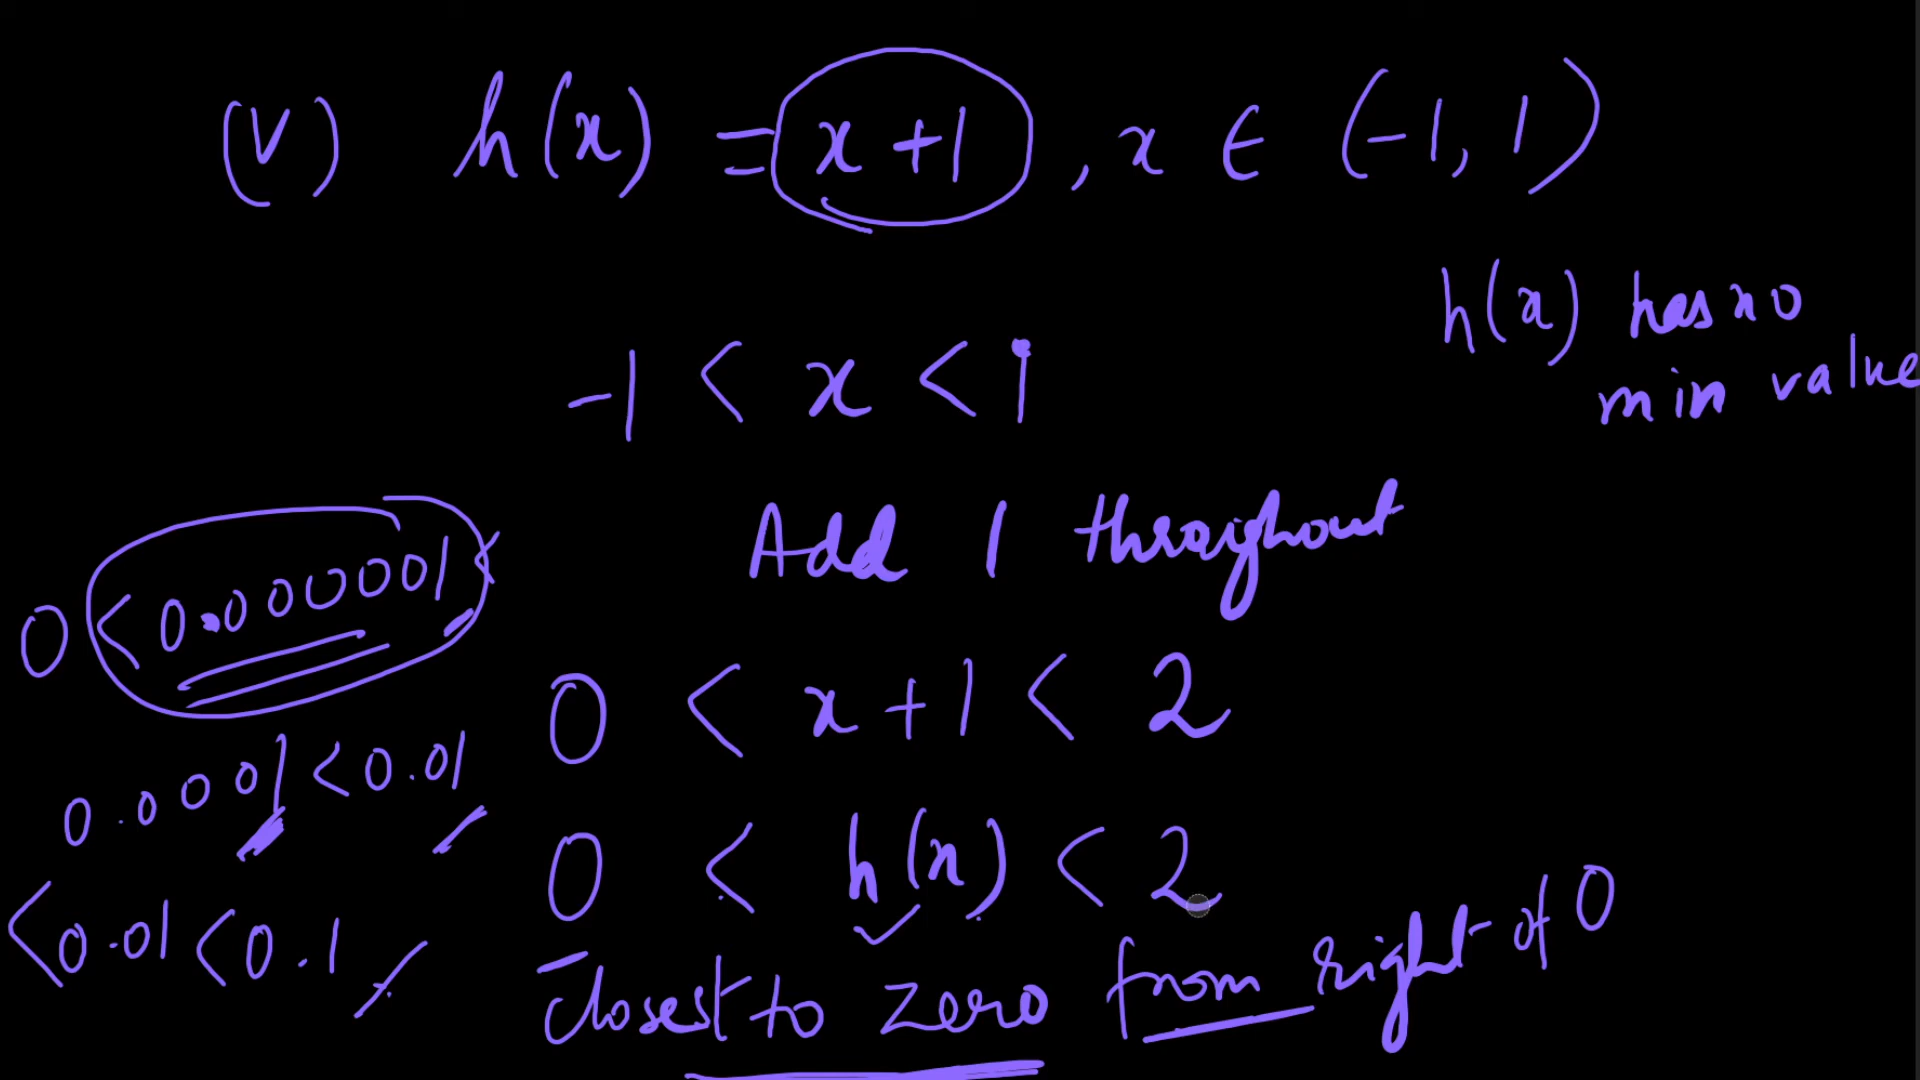 (V) h(x) = x+1 , x ∈ (-1, 1)
h(x) has no
min value
-1 < x < 1
Add 1 throughout
0 < 0.000001 <
0 < x+1 < 2
0.0001 < 0.01
0 < h(x) < 2
< 0.01 < 0.1
closest to zero from right of 0